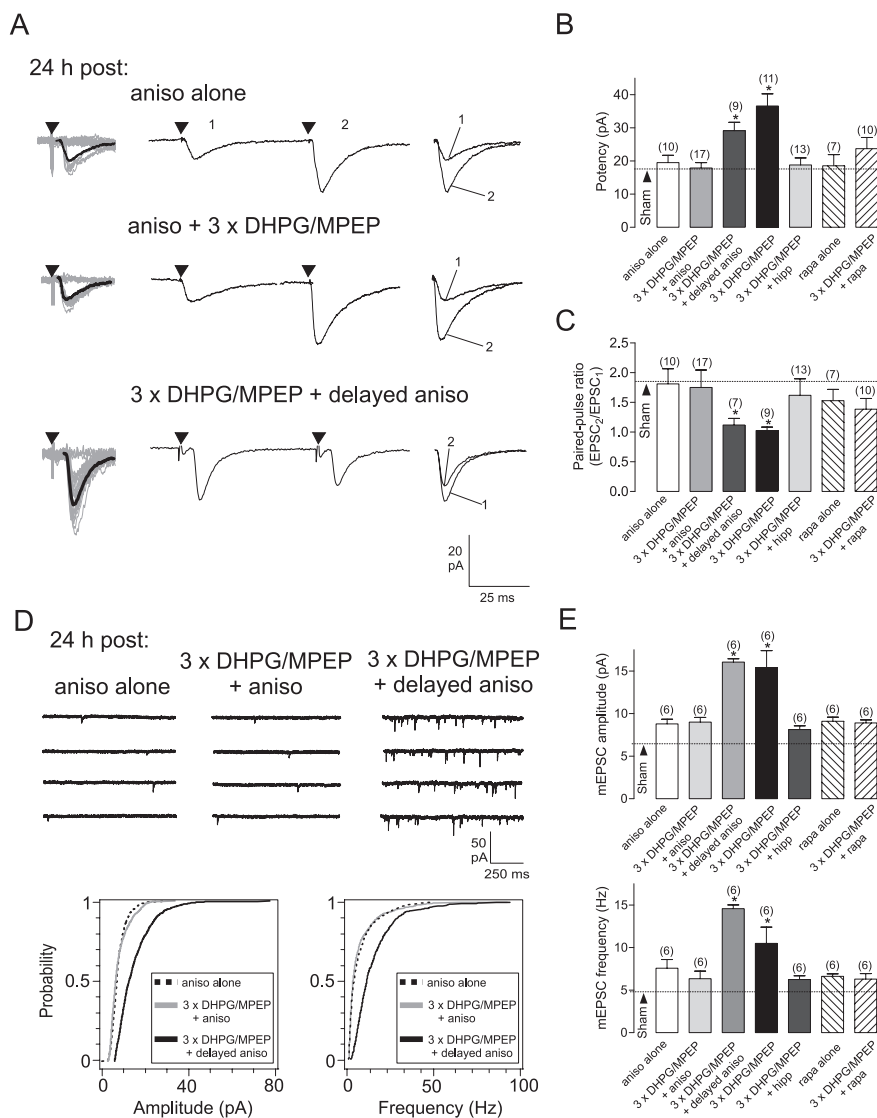 A
24 h post:
aniso alone
1
2
1
2
aniso + 3 x DHPG/MPEP
1
2
3 x DHPG/MPEP + delayed aniso
2
1
20
pA
25 ms
B
Potency (pA)
40
30
20
10
0
Sham
(10)
(17)
(9)
*
(11)
*
(13)
(7)
(10)
aniso alone
3 x DHPG/MPEP
+ aniso
3 x DHPG/MPEP
+ delayed aniso
3 x DHPG/MPEP
3 x DHPG/MPEP
+ hipp
rapa alone
3 x DHPG/MPEP
+ rapa
C
Paired-pulse ratio
(EPSC2/EPSC1)
2.5
2.0
1.5
1.0
0.5
0.0
Sham
(10)
(17)
(7)
*
(9)
*
(13)
(7)
(10)
aniso alone
3 x DHPG/MPEP
+ aniso
3 x DHPG/MPEP
+ delayed aniso
3 x DHPG/MPEP
3 x DHPG/MPEP
+ hipp
rapa alone
3 x DHPG/MPEP
+ rapa
D
24 h post:
aniso alone
3 x DHPG/MPEP
+ aniso
3 x DHPG/MPEP
+ delayed aniso
50
pA
250 ms
Probability
1
0.5
0
0
40
80
Amplitude (pA)
aniso alone
3 x DHPG/MPEP
+ aniso
3 x DHPG/MPEP
+ delayed aniso
1
0.5
0
0
50
100
Frequency (Hz)
aniso alone
3 x DHPG/MPEP
+ aniso
3 x DHPG/MPEP
+ delayed aniso
E
mEPSC amplitude (pA)
15
10
5
0
Sham
(6)
(6)
(6)
*
(6)
*
(6)
(6)
(6)
aniso alone
3 x DHPG/MPEP
+ aniso
3 x DHPG/MPEP
+ delayed aniso
3 x DHPG/MPEP
3 x DHPG/MPEP
+ hipp
rapa alone
3 x DHPG/MPEP
+ rapa
mEPSC frequency (Hz)
15
10
5
0
Sham
(6)
(6)
(6)
*
(6)
*
(6)
(6)
(6)
aniso alone
3 x DHPG/MPEP
+ aniso
3 x DHPG/MPEP
+ delayed aniso
3 x DHPG/MPEP
3 x DHPG/MPEP
+ hipp
rapa alone
3 x DHPG/MPEP
+ rapa